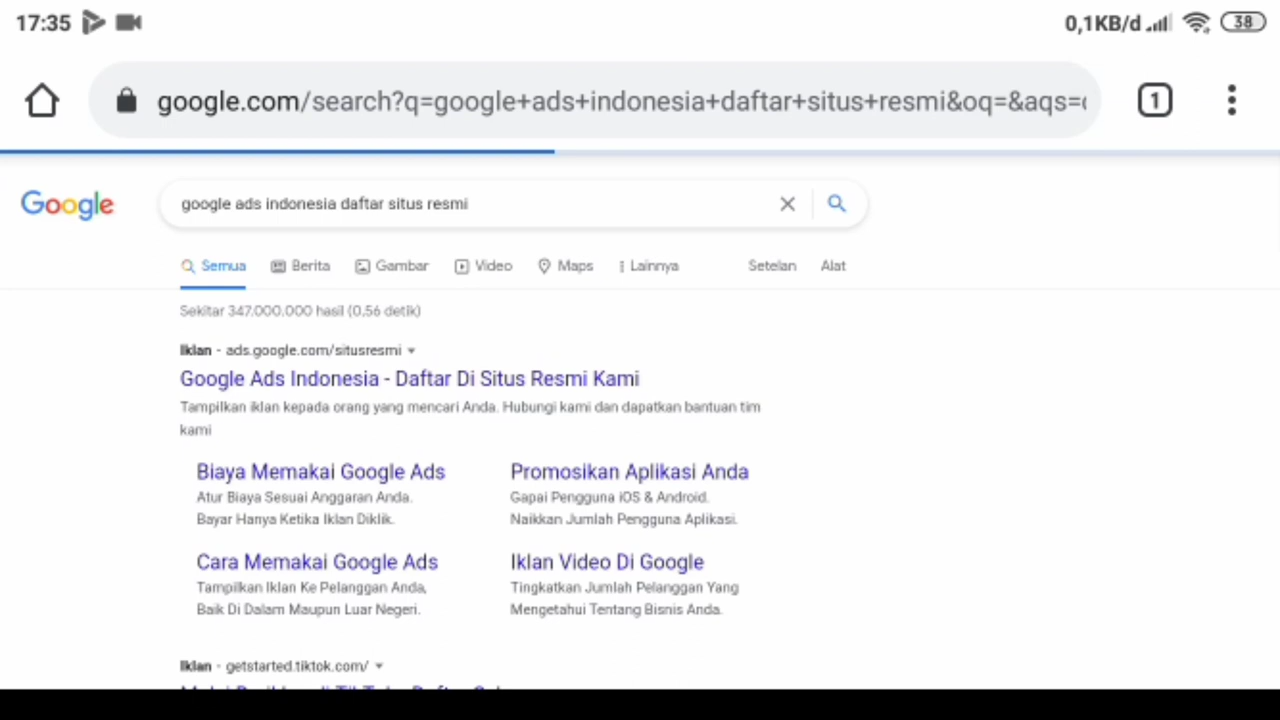 17:35 0,1KB/d 38
google.com/search?q=google+ads+indonesia+daftar+situs+resmi&oq=&aqs= 1
Google google ads indonesia daftar situs resmi
Semua Berita Gambar Video Maps Lainnya Setelan Alat
Sekitar 347.000.000 hasil (0,56 detik)
Iklan · ads.google.com/situsresmi
Google Ads Indonesia - Daftar Di Situs Resmi Kami
Tampilkan iklan kepada orang yang mencari Anda. Hubungi kami dan dapatkan bantuan tim
kami
Biaya Memakai Google Ads
Atur Biaya Sesuai Anggaran Anda.
Bayar Hanya Ketika Iklan Diklik.
Promosikan Aplikasi Anda
Gapai Pengguna iOS & Android.
Naikkan Jumlah Pengguna Aplikasi.
Cara Memakai Google Ads
Tampilkan Iklan Ke Pelanggan Anda,
Baik Di Dalam Maupun Luar Negeri.
Iklan Video Di Google
Tingkatkan Jumlah Pelanggan Yang
Mengetahui Tentang Bisnis Anda.
Iklan · getstarted.tiktok.com/